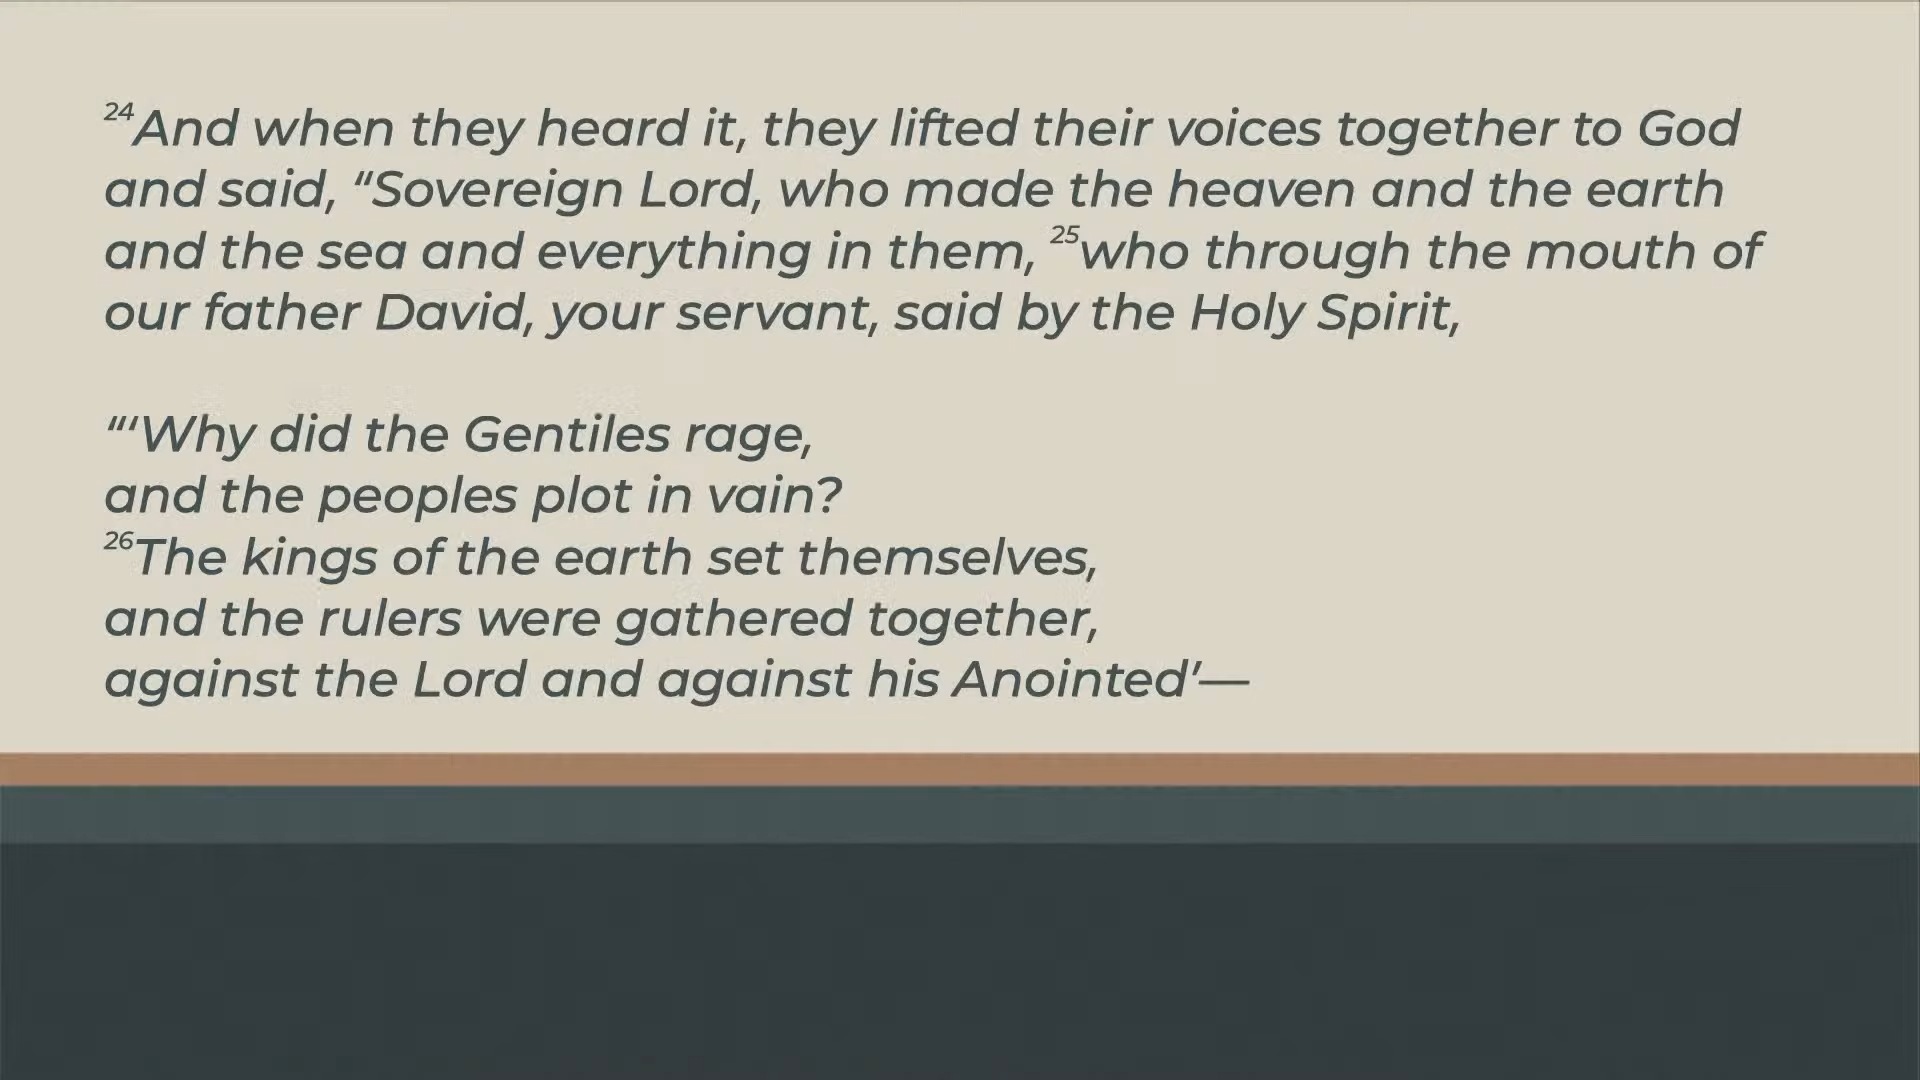 24And when they heard it, they lifted their voices together to God
and said, “Sovereign Lord, who made the heaven and the earth
and the sea and everything in them, 25who through the mouth of
our father David, your servant, said by the Holy Spirit,
“‘Why did the Gentiles rage,
and the peoples plot in vain?
26The kings of the earth set themselves,
and the rulers were gathered together,
against the Lord and against his Anointed’—